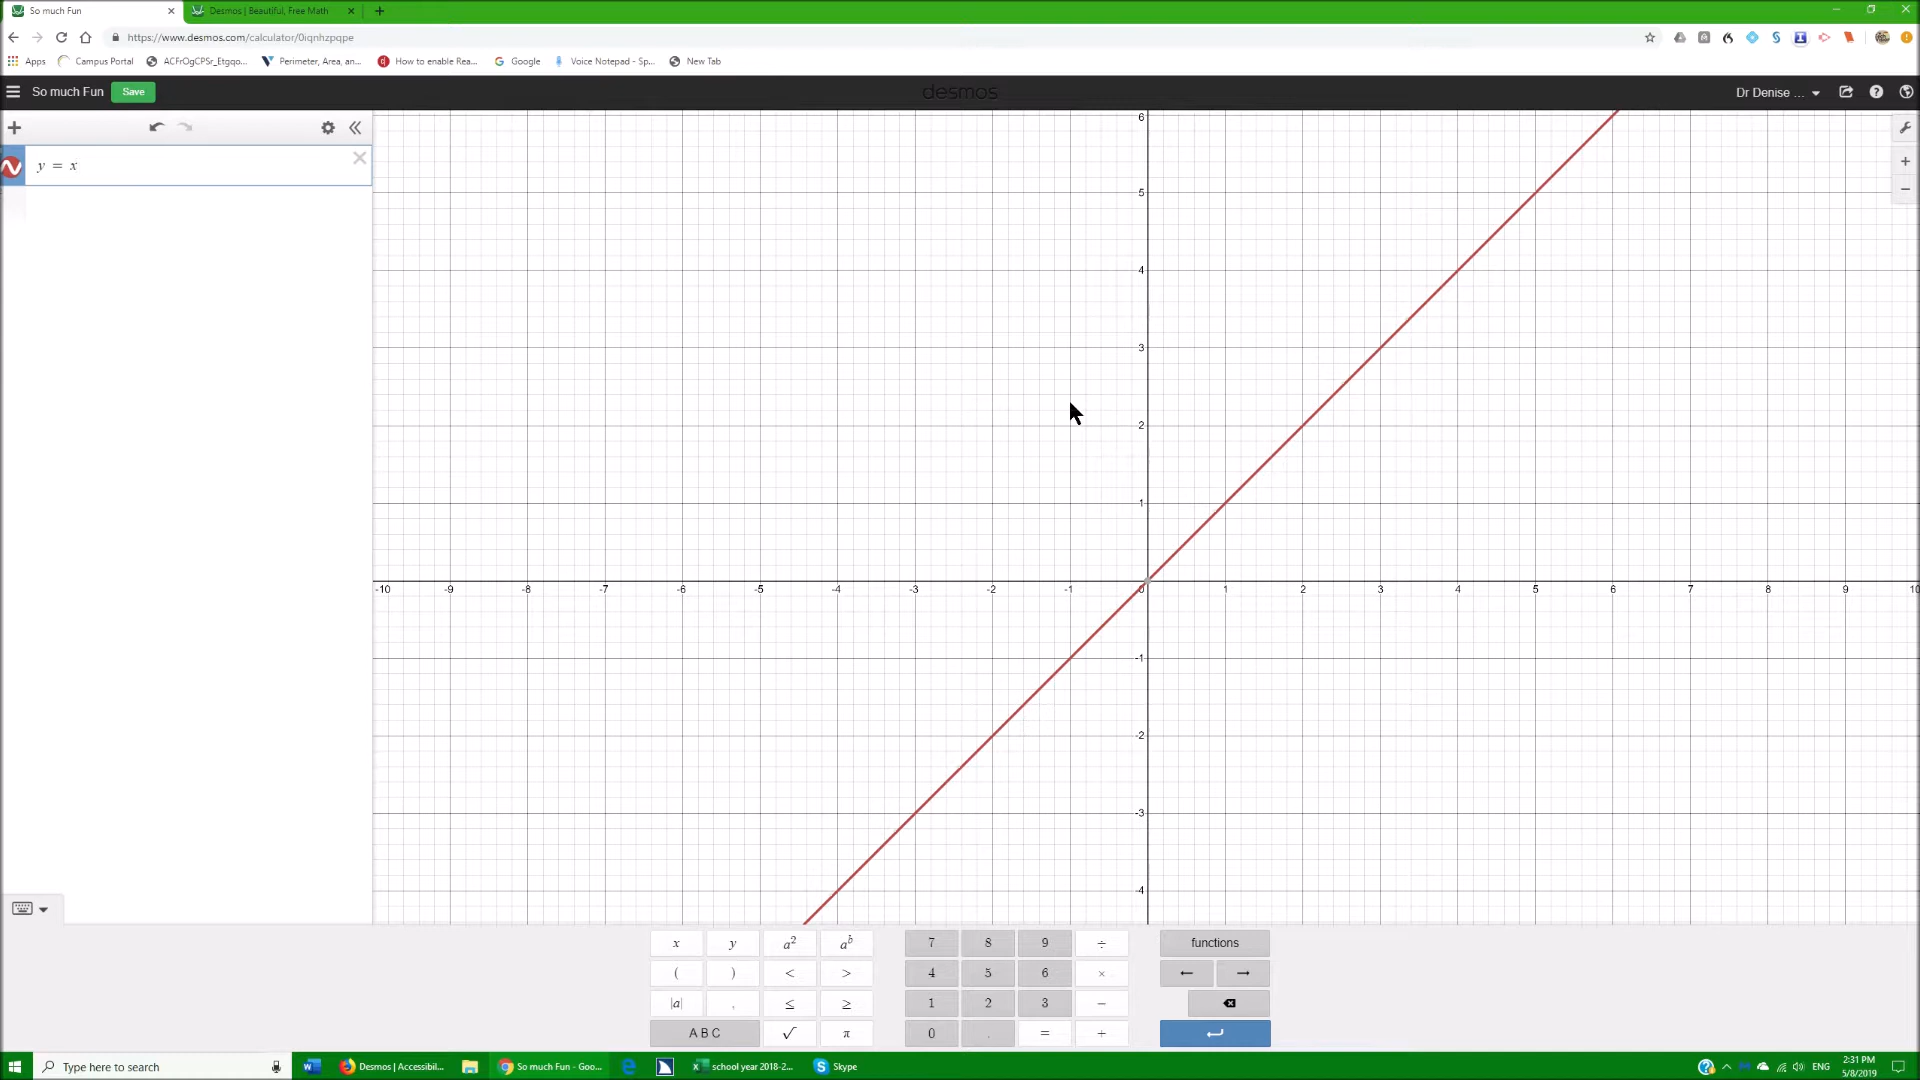 So much Fun
Desmos | Beautiful, Free Math
https://www.desmos.com/calculator/0iqnhzpqpe
Apps
Campus Portal
ACFrOgCPSr_Etgqo...
Perimeter, Area, an...
How to enable Rea...
Google
Voice Notepad - Sp...
New Tab
So much Fun
Save
desmos
Dr Denise ...
y = x
6
5
4
3
2
1
-10 -9 -8 -7 -6 -5 -4 -3 -2 -1 0 1 2 3 4 5 6 7 8 9 10
-1
-2
-3
-4
x y a² aᵇ 7 8 9 ÷ functions
( ) < > 4 5 6 × ← →
|a| , ≤ ≥ 1 2 3 −
A B C √ π 0 . = +
Type here to search
Desmos | Accessibil...
So much Fun - Goo...
school year 2018-2...
Skype
ENG
2:31 PM
5/8/2019